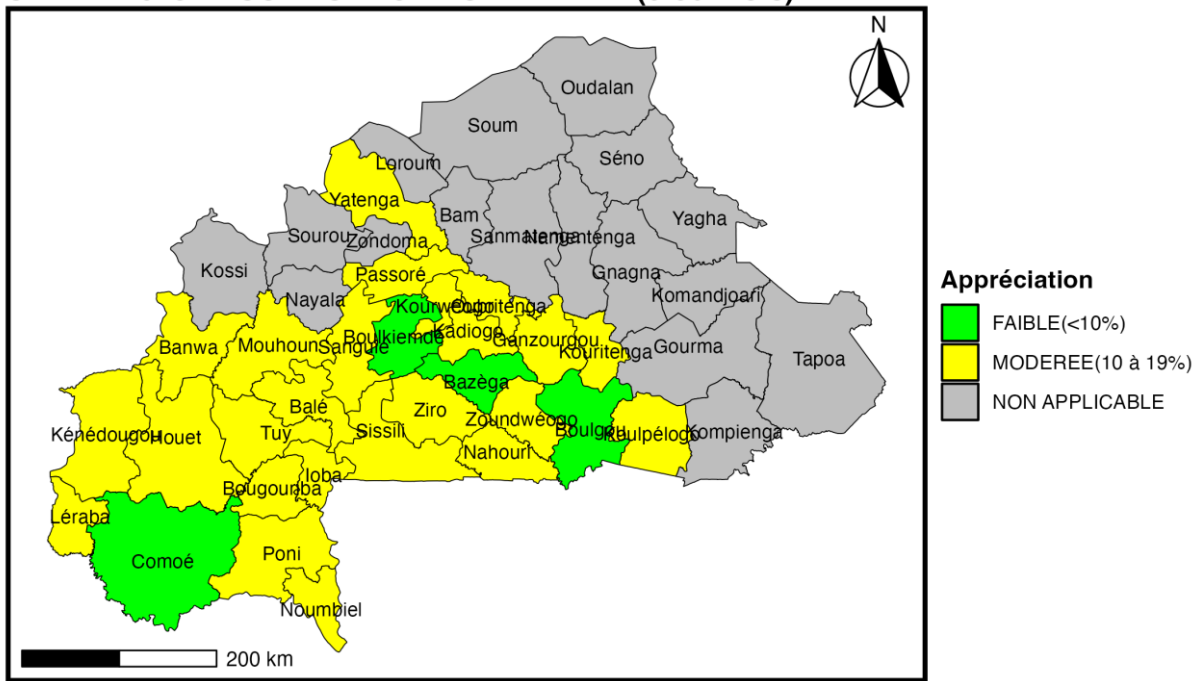 N
Oudalan
Soum
Séno
Loroum
Yatenga
Bam
Yagha
Sanmatenga
Namentenga
Sourou
Zondoma
Kossi
Passoré
Gnagna
Nayala
Komandjoari
Kourwéogo
Oubritenga
Kadiogo
Boulkiemdé
Ganzourgou
Banwa
Mouhoun
Sanguié
Kouritenga
Gourma
Tapoa
Bazèga
Balé
Ziro
Zoundwéogo
Kénédougou
Houet
Tuy
Sissili
Boulgou
Koulpélogo
Kompienga
Nahouri
Ioba
Bougouriba
Léraba
Comoé
Poni
Noumbiel
200 km
Appréciation
FAIBLE(<10%)
MODEREE(10 à 19%)
NON APPLICABLE